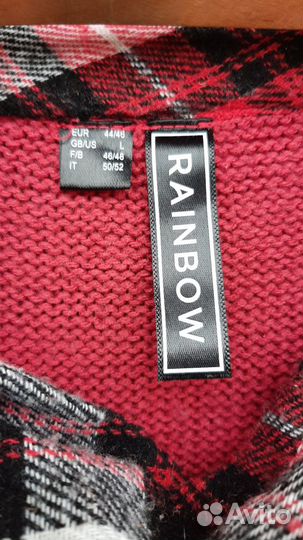 EUR 44/46
GB/US L
F/B 46/48
IT 50/52
RAINBOW
Avito